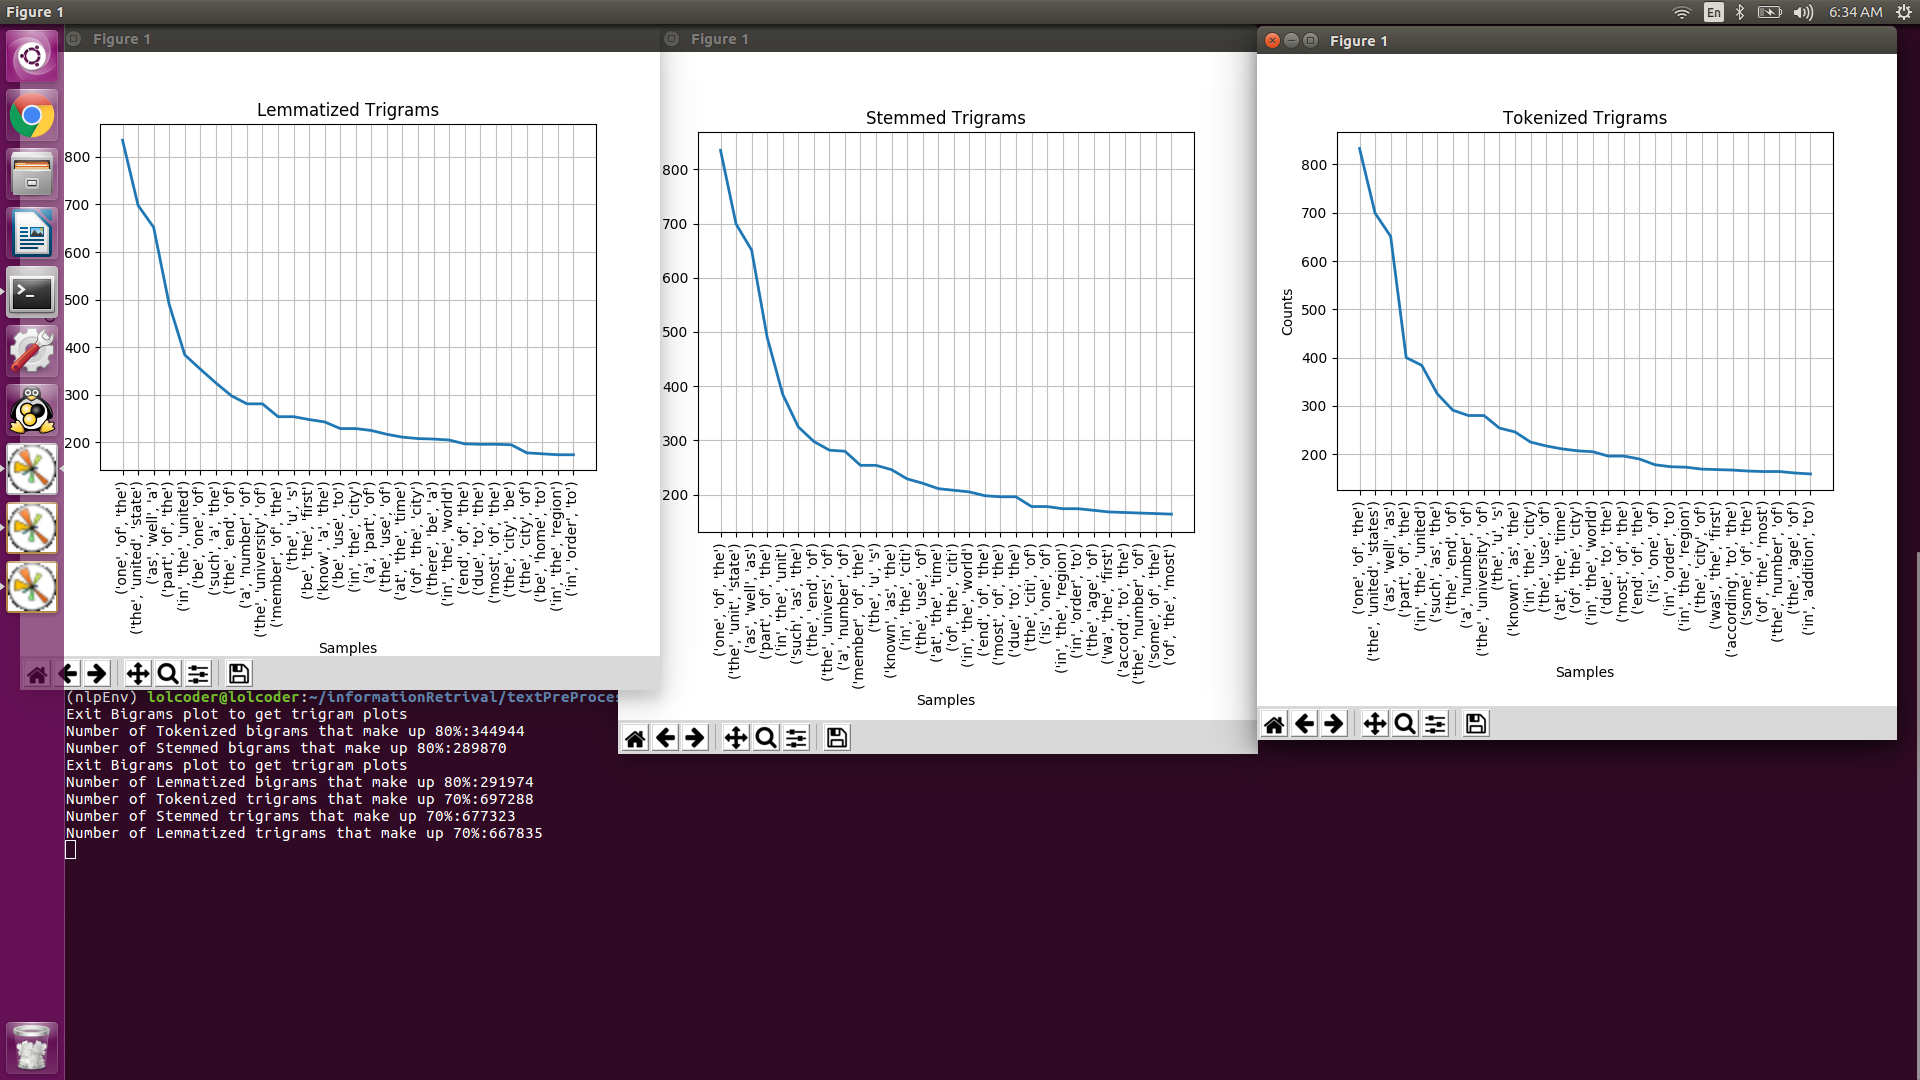 Figure 1
En
6:34 AM
Figure 1
Lemmatized Trigrams
800
700
600
500
400
300
200
('one', 'of', 'the')
('the', 'united', 'state')
('as', 'well', 'a')
('part', 'of', 'the')
('in', 'the', 'united')
('be', 'one', 'of')
('such', 'a', 'the')
('the', 'end', 'of')
('a', 'number', 'of')
('the', 'university', 'of')
('member', 'of', 'the')
('the', 'u', 's')
('be', 'the', 'first')
('know', 'a', 'the')
('be', 'use', 'to')
('in', 'the', 'city')
('a', 'part', 'of')
('the', 'use', 'of')
('at', 'the', 'time')
('of', 'the', 'city')
('there', 'be', 'a')
('in', 'the', 'world')
('end', 'of', 'the')
('due', 'to', 'the')
('most', 'of', 'the')
('the', 'city', 'be')
('the', 'city', 'of')
('be', 'home', 'to')
('in', 'the', 'region')
('in', 'order', 'to')
Samples
Figure 1
Stemmed Trigrams
800
700
600
500
400
300
200
('one', 'of', 'the')
('the', 'unit', 'state')
('as', 'well', 'as')
('part', 'of', 'the')
('in', 'the', 'unit')
('such', 'as', 'the')
('the', 'end', 'of')
('the', 'univers', 'of')
('a', 'number', 'of')
('member', 'of', 'the')
('the', 'u', 's')
('known', 'as', 'the')
('in', 'the', 'citi')
('the', 'use', 'of')
('at', 'the', 'time')
('of', 'the', 'citi')
('in', 'the', 'world')
('end', 'of', 'the')
('most', 'of', 'the')
('due', 'to', 'the')
('the', 'citi', 'of')
('is', 'one', 'of')
('in', 'the', 'region')
('in', 'order', 'to')
('the', 'age', 'of')
('wa', 'the', 'first')
('accord', 'to', 'the')
('the', 'number', 'of')
('some', 'of', 'the')
('of', 'the', 'most')
Samples
Figure 1
Tokenized Trigrams
Counts
800
700
600
500
400
300
200
('one', 'of', 'the')
('the', 'united', 'states')
('as', 'well', 'as')
('part', 'of', 'the')
('in', 'the', 'united')
('such', 'as', 'the')
('the', 'end', 'of')
('a', 'number', 'of')
('the', 'university', 'of')
('the', 'u', 's')
('known', 'as', 'the')
('in', 'the', 'city')
('the', 'use', 'of')
('at', 'the', 'time')
('of', 'the', 'city')
('in', 'the', 'world')
('due', 'to', 'the')
('most', 'of', 'the')
('end', 'of', 'the')
('is', 'one', 'of')
('in', 'order', 'to')
('in', 'the', 'region')
('the', 'city', 'of')
('was', 'the', 'first')
('according', 'to', 'the')
('some', 'of', 'the')
('of', 'the', 'most')
('the', 'number', 'of')
('the', 'age', 'of')
('in', 'addition', 'to')
Samples
(nlpEnv) lolcoder@lolcoder:~/informationRetrival/textPreProces
Exit Bigrams plot to get trigram plots
Number of Tokenized bigrams that make up 80%:344944
Number of Stemmed bigrams that make up 80%:289870
Exit Bigrams plot to get trigram plots
Number of Lemmatized bigrams that make up 80%:291974
Number of Tokenized trigrams that make up 70%:697288
Number of Stemmed trigrams that make up 70%:677323
Number of Lemmatized trigrams that make up 70%:667835